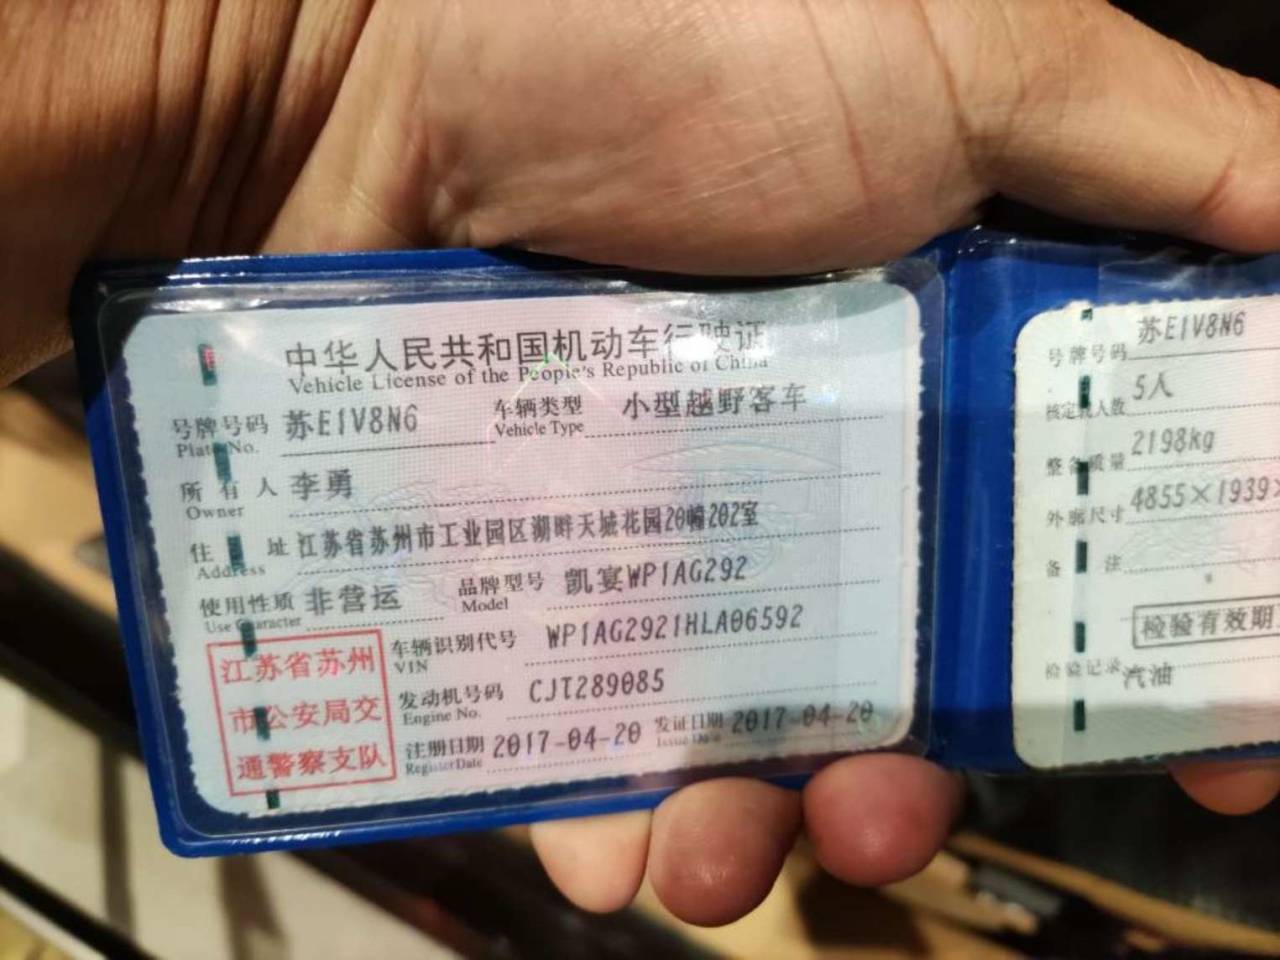 中华人民共和国机动车行驶证
Vehicle License of the People's Republic of China
号牌号码 苏E1V8N6 车辆类型 小型越野客车
Plate No. Vehicle Type
所有人 李勇
Owner
住址 江苏省苏州市工业园区湖畔天城花园20幢202室
Address
使用性质 非营运 品牌型号 凯宴WP1AG292
Use Character Model
江苏省苏州
市公安局交
通警察支队
车辆识别代号 WP1AG2921HLA06592
VIN
发动机号码 CJT289085
Engine No.
注册日期 2017-04-20 发证日期 2017-04-20
Register Date Issue Date
号牌号码 苏E1V8N6
核定载人数 5人
整备质量 2198kg
外廓尺寸 4855×1939×
备注
检验有效期
检验记录 汽油